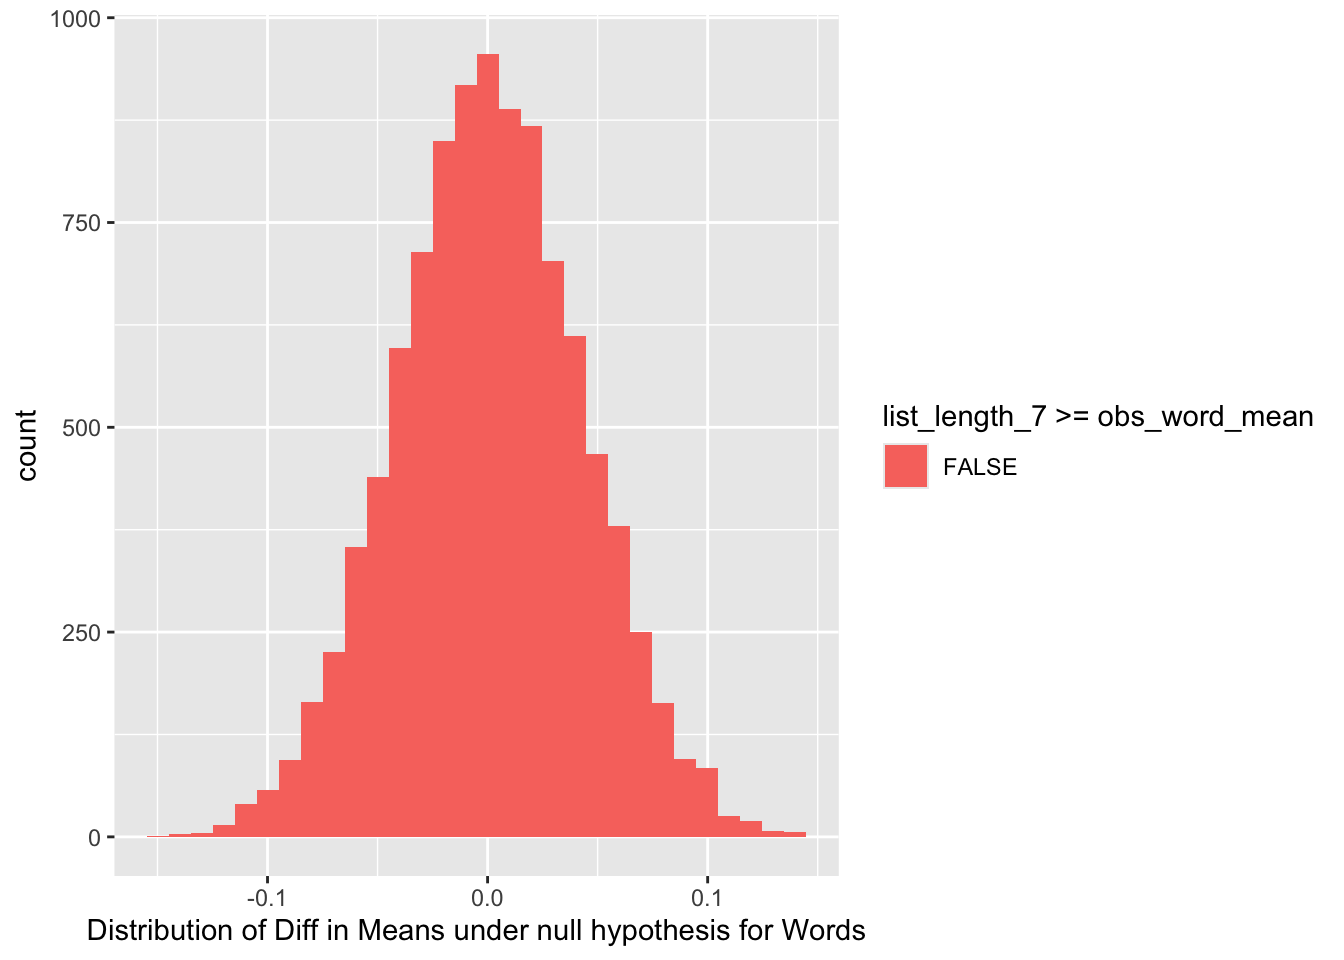 1000
750
500
250
0
count
-0.1
0.0
0.1
Distribution of Diff in Means under null hypothesis for Words
list_length_7 >= obs_word_mean
FALSE